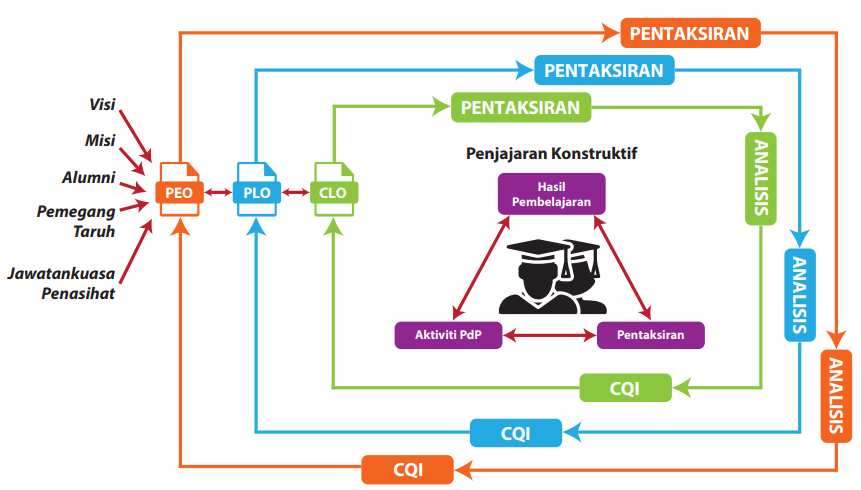 PENTAKSIRAN
PENTAKSIRAN
PENTAKSIRAN
Visi
Misi
Alumni
Pemegang
Taruh
Jawatankuasa
Penasihat
PEO
PLO
CLO
Penjajaran Konstruktif
Hasil
Pembelajaran
Aktiviti PdP
Pentaksiran
ANALISIS
ANALISIS
ANALISIS
CQI
CQI
CQI